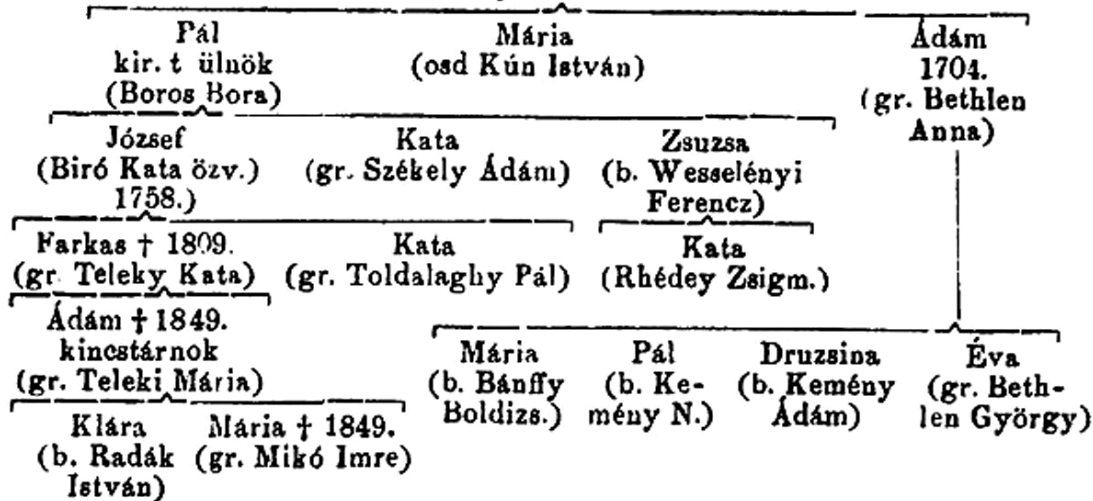 Pál
kir. t ülnök
(Boros Bora)
Mária
(osd Kún István)
Ádám
1704.
(gr. Bethlen
Anna)
József
(Biró Kata özv.)
1758.)
Kata
(gr. Székely Ádám)
Zsuzsa
(b. Wesselényi
Ferencz)
Farkas † 1809.
(gr. Teleky Kata)
Kata
(gr. Toldalaghy Pál)
Kata
(Rhédey Zsigm.)
Ádám † 1849.
kincstárnok
(gr. Teleki Mária)
Mária
(b. Bánffy
Boldizs.)
Pál
(b. Ke-
mény N.)
Druzsina
(b. Kemény
Ádám)
Éva
(gr. Beth-
len György)
Klára
(b. Radák
István)
Mária † 1849.
(gr. Mikó Imre)